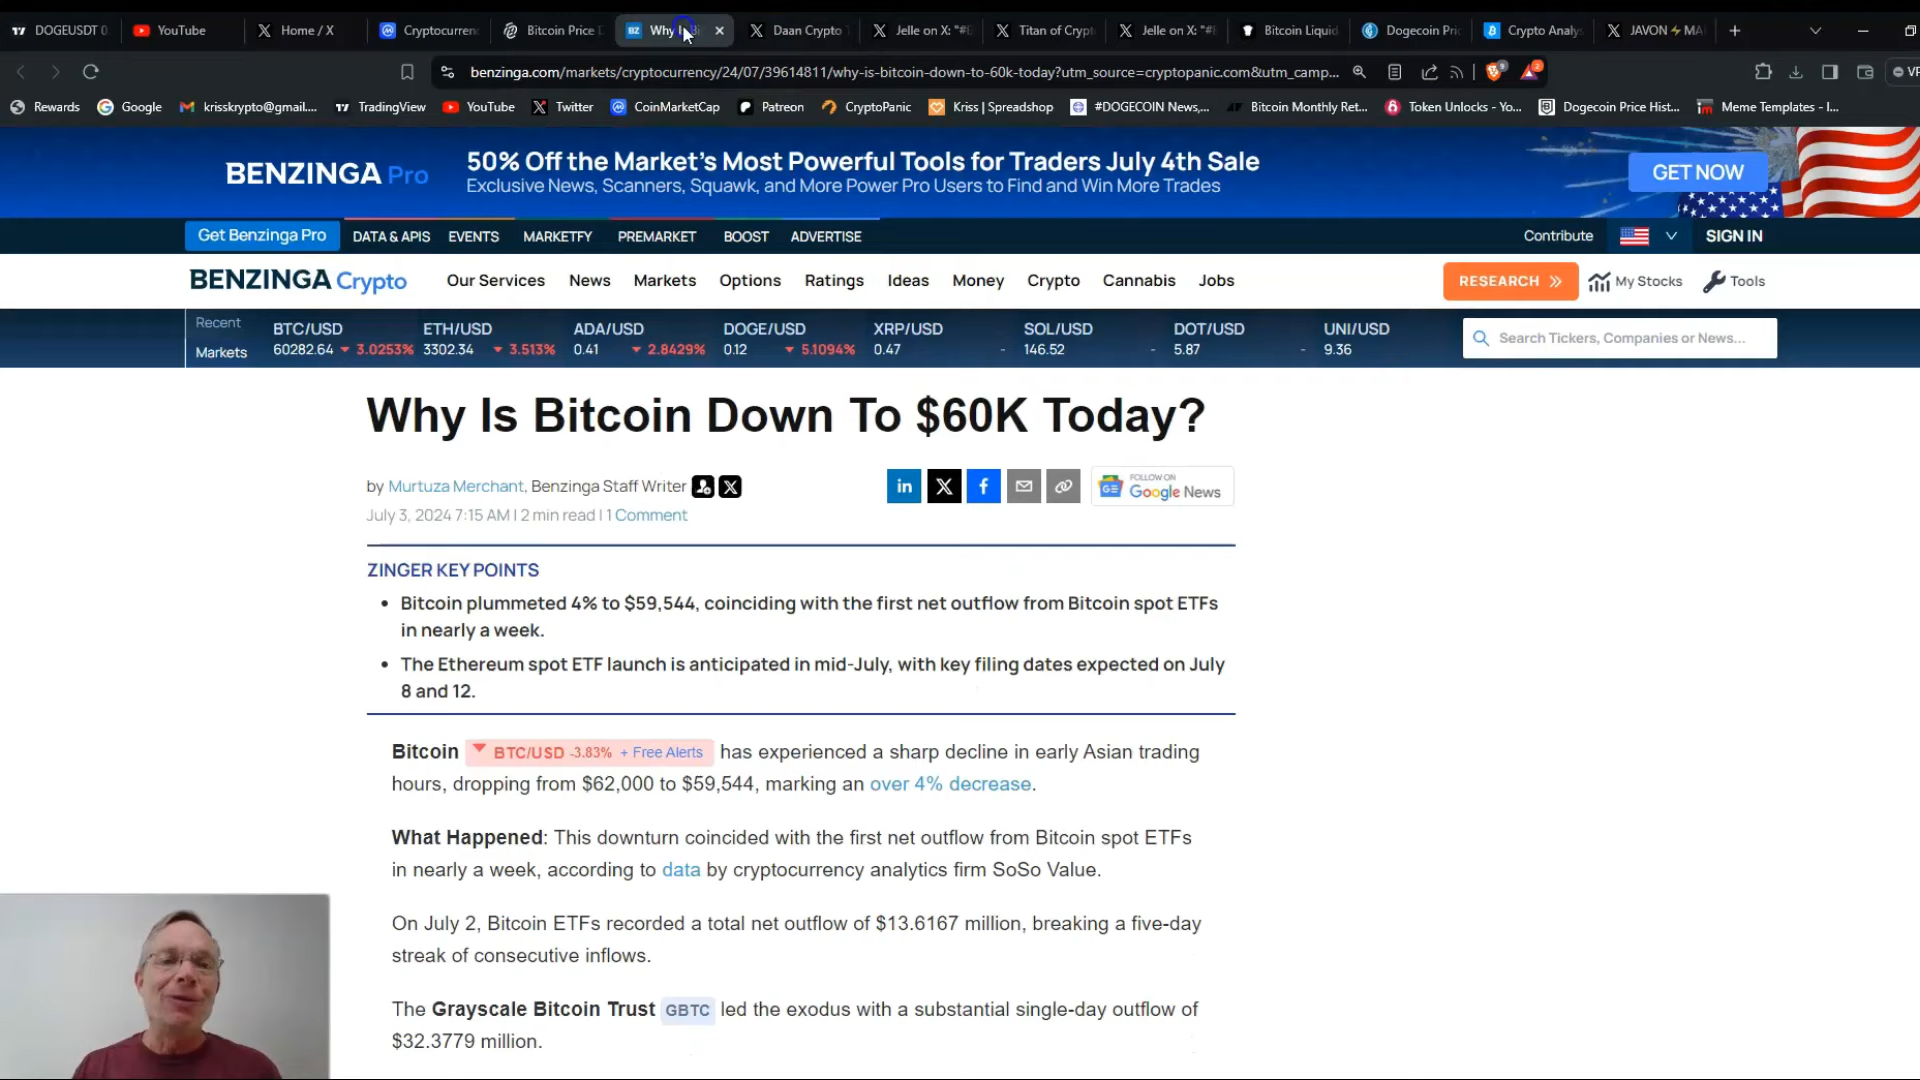 DOGEUSDT 0.
YouTube
Home / X
Cryptocurren
Bitcoin Price D
Why
Daan Crypto T
Jelle on X: "#B
Titan of Crypt
Jelle on X: "#B
Bitcoin Liquid
Dogecoin Pric
Crypto Analy
JAVON ⚡ MA
benzinga.com/markets/cryptocurrency/24/07/39614811/why-is-bitcoin-down-to-60k-today?utm_source=cryptopanic.com&utm_camp...
VP
Rewards
Google
krisskrypto@gmail....
TradingView
YouTube
Twitter
CoinMarketCap
Patreon
CryptoPanic
Kriss | Spreadshop
#DOGECOIN News,...
Bitcoin Monthly Ret...
Token Unlocks - Yo...
Dogecoin Price Hist...
Meme Templates - I...
BENZINGA Pro
50% Off the Market's Most Powerful Tools for Traders July 4th Sale
Exclusive News, Scanners, Squawk, and More Power Pro Users to Find and Win More Trades
GET NOW
Get Benzinga Pro
DATA & APIS
EVENTS
MARKETFY
PREMARKET
BOOST
ADVERTISE
Contribute
SIGN IN
BENZINGA Crypto
Our Services
News
Markets
Options
Ratings
Ideas
Money
Crypto
Cannabis
Jobs
RESEARCH
My Stocks
Tools
Recent
Markets
BTC/USD
60282.64 ▼ 3.0253%
ETH/USD
3302.34 ▼ 3.513%
ADA/USD
0.41 ▼ 2.8429%
DOGE/USD
0.12 ▼ 5.1094%
XRP/USD
0.47 -
SOL/USD
146.52 -
DOT/USD
5.87 -
UNI/USD
9.36
Search Tickers, Companies or News...
Why Is Bitcoin Down To $60K Today?
by Murtuza Merchant, Benzinga Staff Writer
July 3, 2024 7:15 AM | 2 min read | 1 Comment
FOLLOW ON
Google News
ZINGER KEY POINTS
• Bitcoin plummeted 4% to $59,544, coinciding with the first net outflow from Bitcoin spot ETFs
in nearly a week.
• The Ethereum spot ETF launch is anticipated in mid-July, with key filing dates expected on July
8 and 12.
Bitcoin ▼ BTC/USD -3.83% + Free Alerts has experienced a sharp decline in early Asian trading
hours, dropping from $62,000 to $59,544, marking an over 4% decrease.
What Happened: This downturn coincided with the first net outflow from Bitcoin spot ETFs
in nearly a week, according to data by cryptocurrency analytics firm SoSo Value.
On July 2, Bitcoin ETFs recorded a total net outflow of $13.6167 million, breaking a five-day
streak of consecutive inflows.
The Grayscale Bitcoin Trust GBTC led the exodus with a substantial single-day outflow of
$32.3779 million.